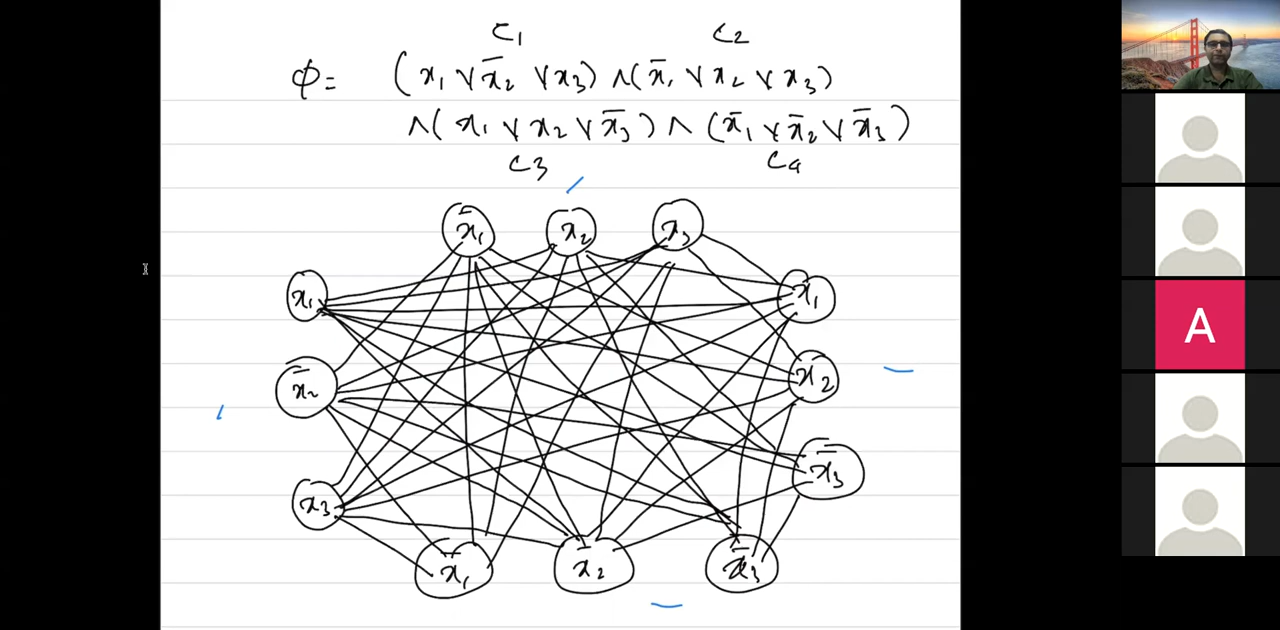 C₁ C₂
φ = (x₁ ∨ x̄₂ ∨ x₃) ∧ (x̄₁ ∨ x₂ ∨ x₃)
∧ (x₁ ∨ x₂ ∨ x̄₃) ∧ (x̄₁ ∨ x̄₂ ∨ x̄₃)
C₃ C₄
x̄₁ x₂ x₃
x₁ x₁
x̄₂ x₂
x₃ x̄₃
x̄₁ x̄₂ x̄₃
A